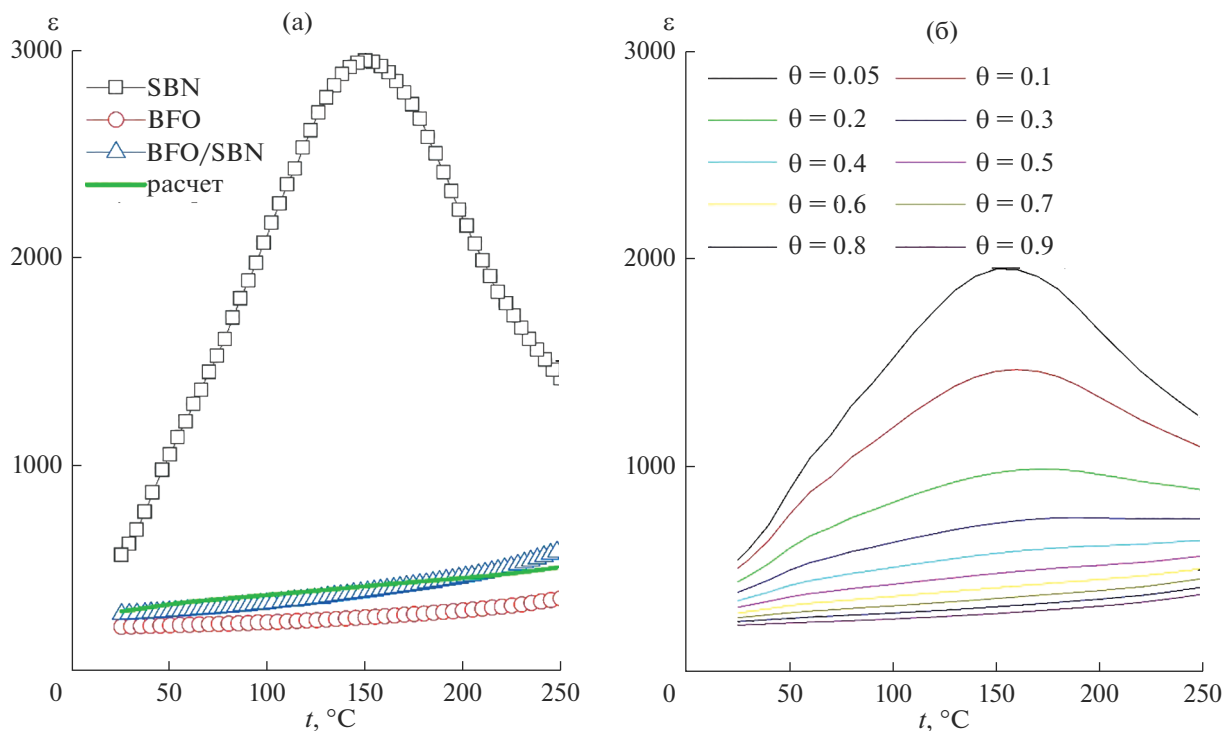 ε
(а)
3000
SBN
BFO
BFO/SBN
расчет
2000
1000
0
50
100
150
200
250
t, °C
ε
(б)
3000
θ = 0.05
θ = 0.1
θ = 0.2
θ = 0.3
θ = 0.4
θ = 0.5
θ = 0.6
θ = 0.7
θ = 0.8
θ = 0.9
2000
1000
0
50
100
150
200
250
t, °C